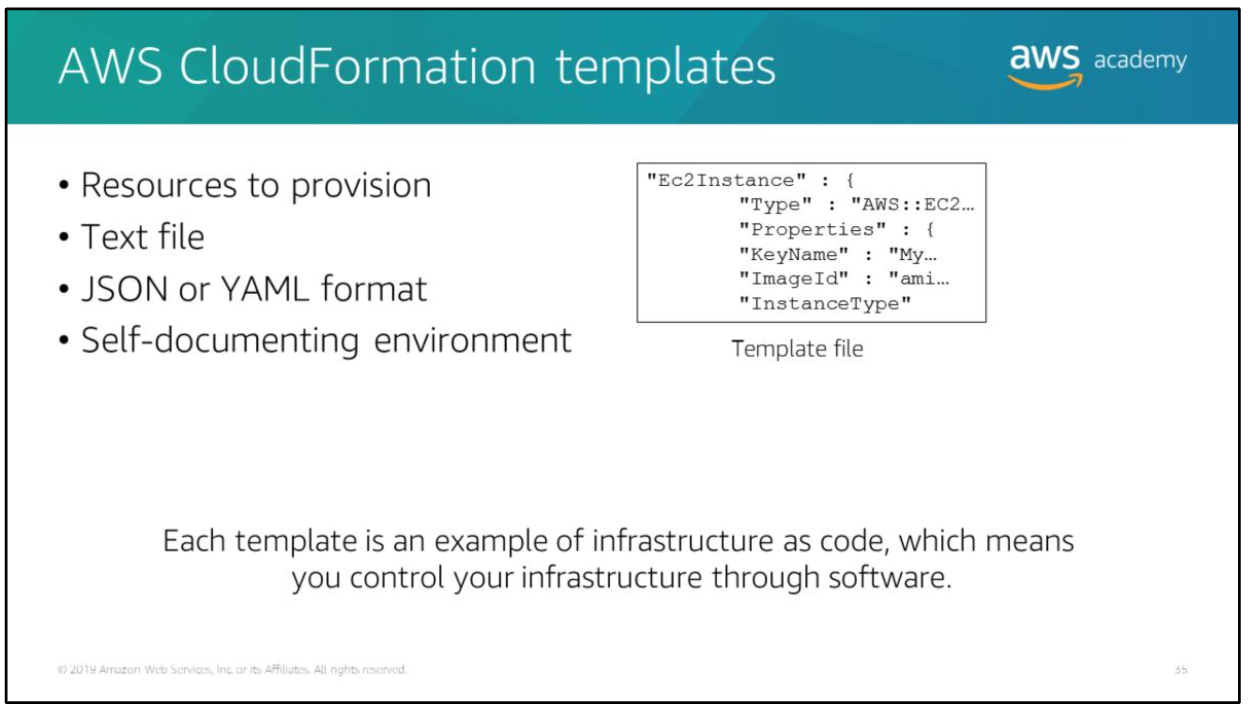 AWS CloudFormation templates
aws academy
• Resources to provision
• Text file
• JSON or YAML format
• Self-documenting environment
"Ec2Instance" : {
"Type" : "AWS::EC2…
"Properties" : {
"KeyName" : "My…
"ImageId" : "ami…
"InstanceType"
Template file
Each template is an example of infrastructure as code, which means
you control your infrastructure through software.
© 2019 Amazon Web Services, Inc. or its Affiliates. All rights reserved.
35